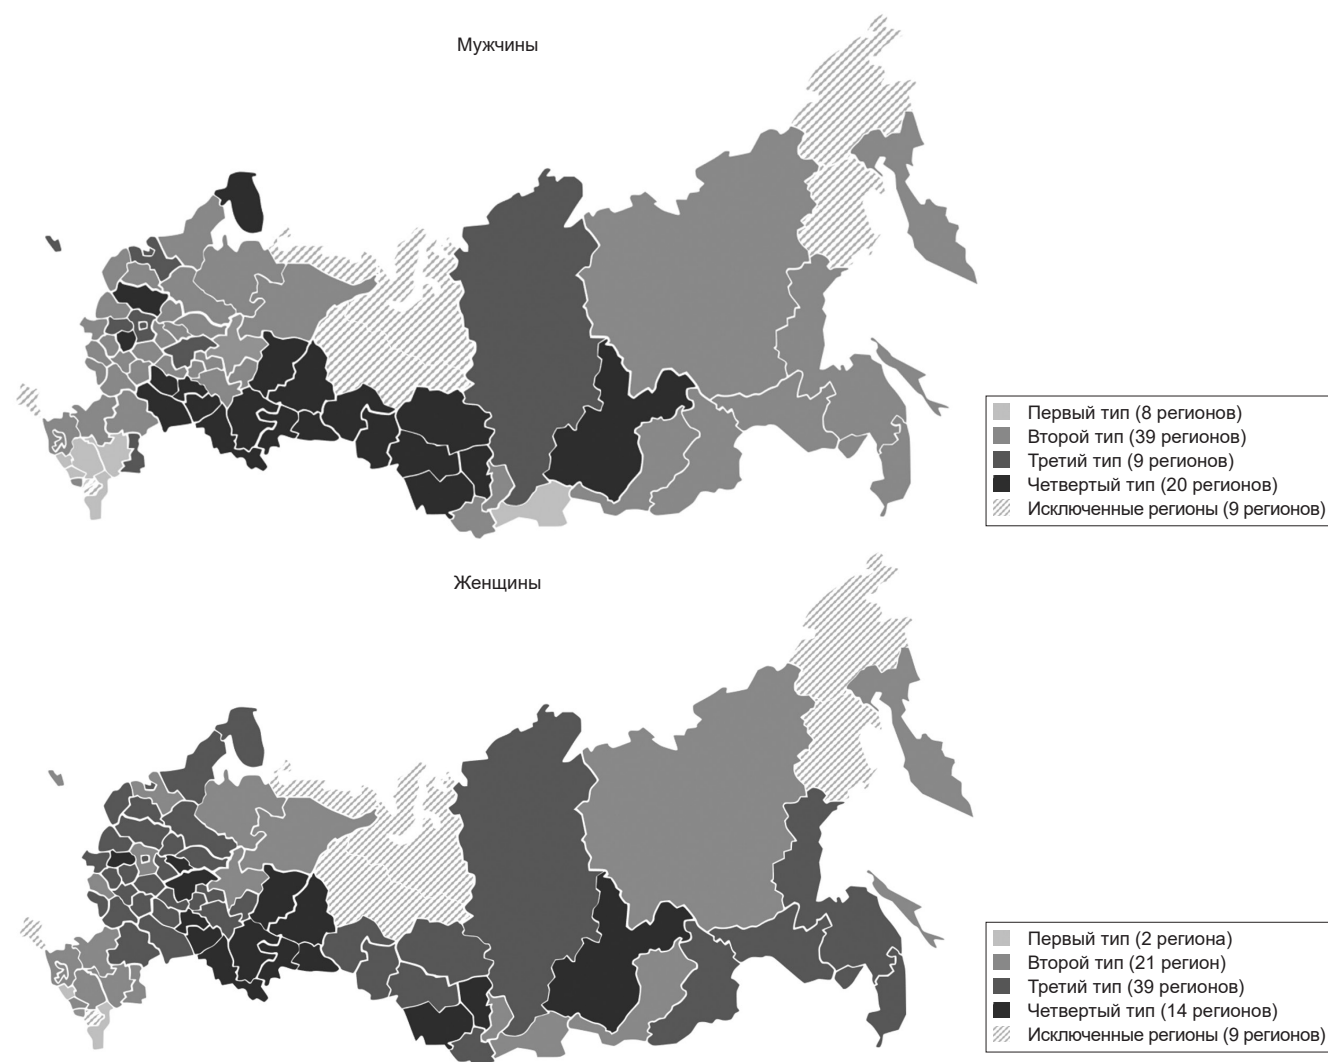 Мужчины
Первый тип (8 регионов)
Второй тип (39 регионов)
Третий тип (9 регионов)
Четвертый тип (20 регионов)
Исключенные регионы (9 регионов)
Женщины
Первый тип (2 региона)
Второй тип (21 регион)
Третий тип (39 регионов)
Четвертый тип (14 регионов)
Исключенные регионы (9 регионов)